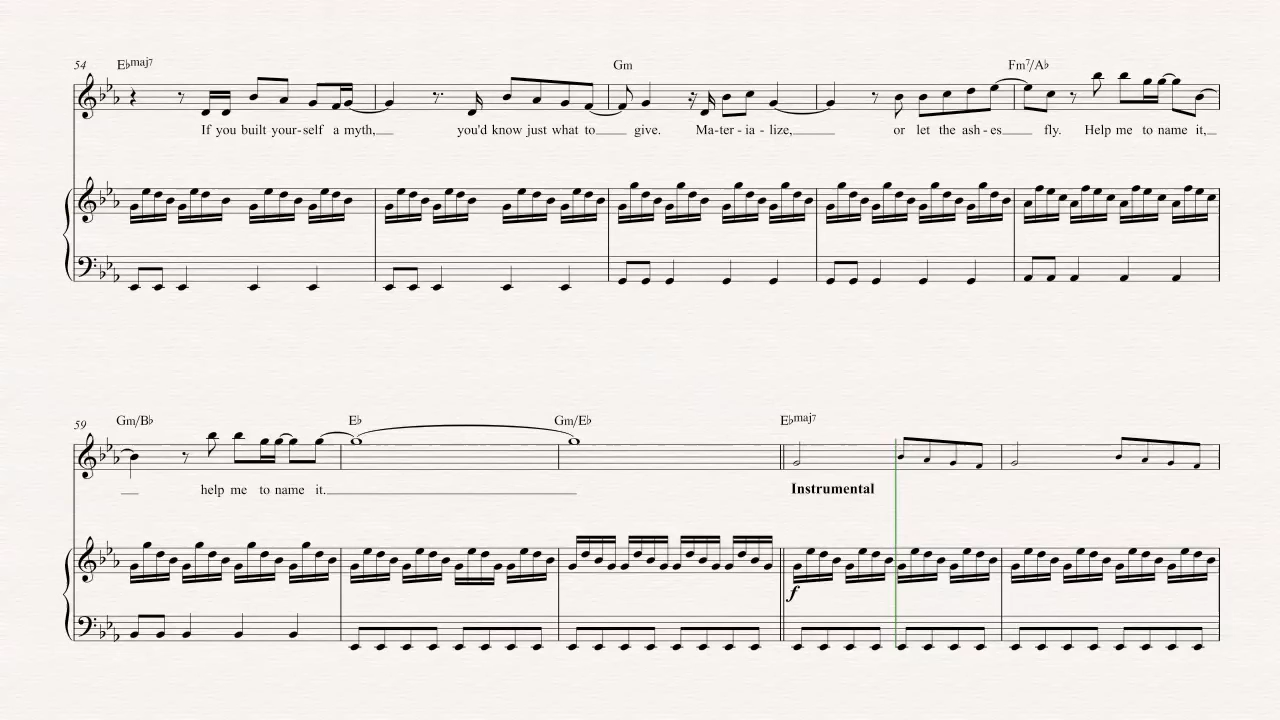 54 E♭maj7 Gm Fm7/A♭
If you built your-self a myth, you'd know just what to give. Ma-ter-ia-lize, or let the ash-es fly. Help me to name it,
59 Gm/B♭ E♭ Gm/E♭ E♭maj7
help me to name it. Instrumental
f